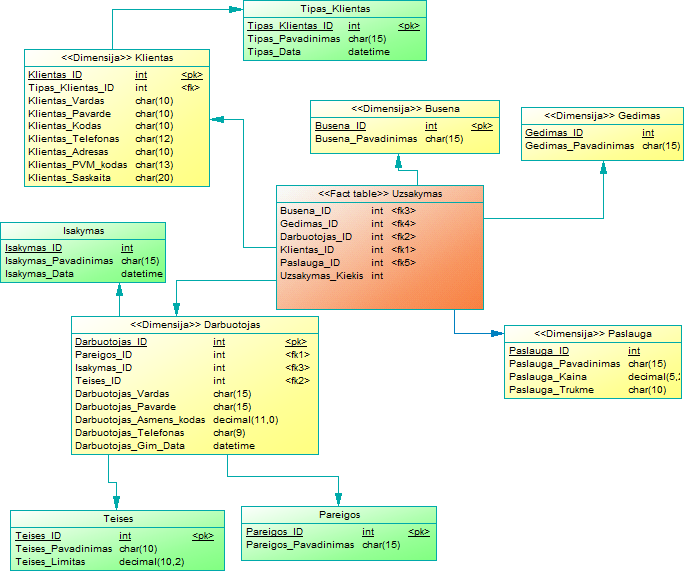 Tipas_Klientas
Tipas_Klientas_ID int <pk>
Tipas_Pavadinimas char(15)
Tipas_Data datetime
<<Dimensija>> Klientas
Klientas_ID int <pk>
Tipas_Klientas_ID int <fk>
Klientas_Vardas char(10)
Klientas_Pavarde char(10)
Klientas_Kodas char(10)
Klientas_Telefonas char(12)
Klientas_Adresas char(10)
Klientas_PVM_kodas char(13)
Klientas_Saskaita char(20)
<<Dimensija>> Busena
Busena_ID int <pk>
Busena_Pavadinimas char(15)
<<Dimensija>> Gedimas
Gedimas_ID int
Gedimas_Pavadinimas char(15)
<<Fact table>> Uzsakymas
Busena_ID int <fk3>
Gedimas_ID int <fk4>
Darbuotojas_ID int <fk2>
Klientas_ID int <fk1>
Paslauga_ID int <fk5>
Uzsakymas_Kiekis int
Isakymas
Isakymas_ID int
Isakymas_Pavadinimas char(15)
Isakymas_Data datetime
<<Dimensija>> Darbuotojas
Darbuotojas_ID int <pk>
Pareigos_ID int <fk1>
Isakymas_ID int <fk3>
Teises_ID int <fk2>
Darbuotojas_Vardas char(15)
Darbuotojas_Pavarde char(15)
Darbuotojas_Asmens_kodas decimal(11,0)
Darbuotojas_Telefonas char(9)
Darbuotojas_Gim_Data datetime
<<Dimensija>> Paslauga
Paslauga_ID int
Paslauga_Pavadinimas char(15)
Paslauga_Kaina decimal(5,
Paslauga_Trukme char(10)
Teises
Teises_ID int <pk>
Teises_Pavadinimas char(10)
Teises_Limitas decimal(10,2)
Pareigos
Pareigos_ID int <pk>
Pareigos_Pavadinimas char(15)